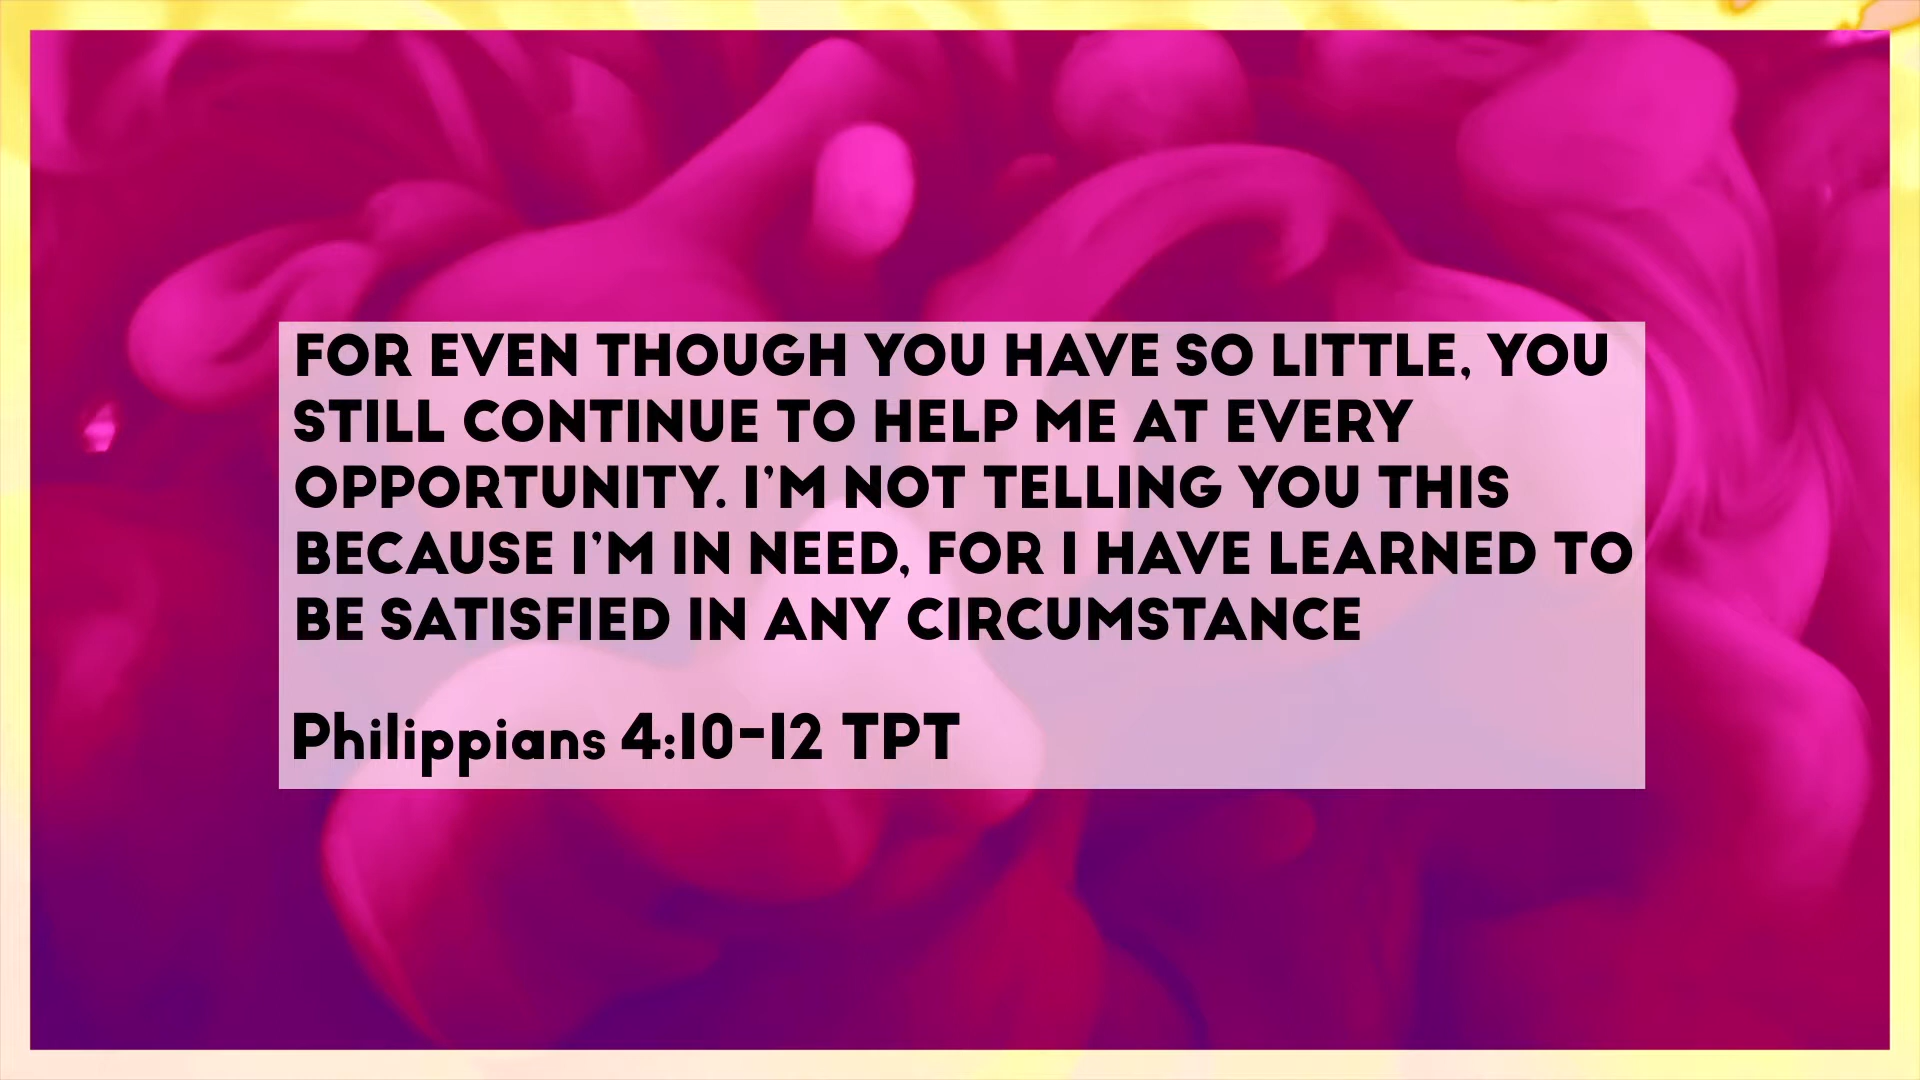 FOR EVEN THOUGH YOU HAVE SO LITTLE, YOU
STILL CONTINUE TO HELP ME AT EVERY
OPPORTUNITY. I’M NOT TELLING YOU THIS
BECAUSE I’M IN NEED, FOR I HAVE LEARNED TO
BE SATISFIED IN ANY CIRCUMSTANCE
Philippians 4:10-12 TPT